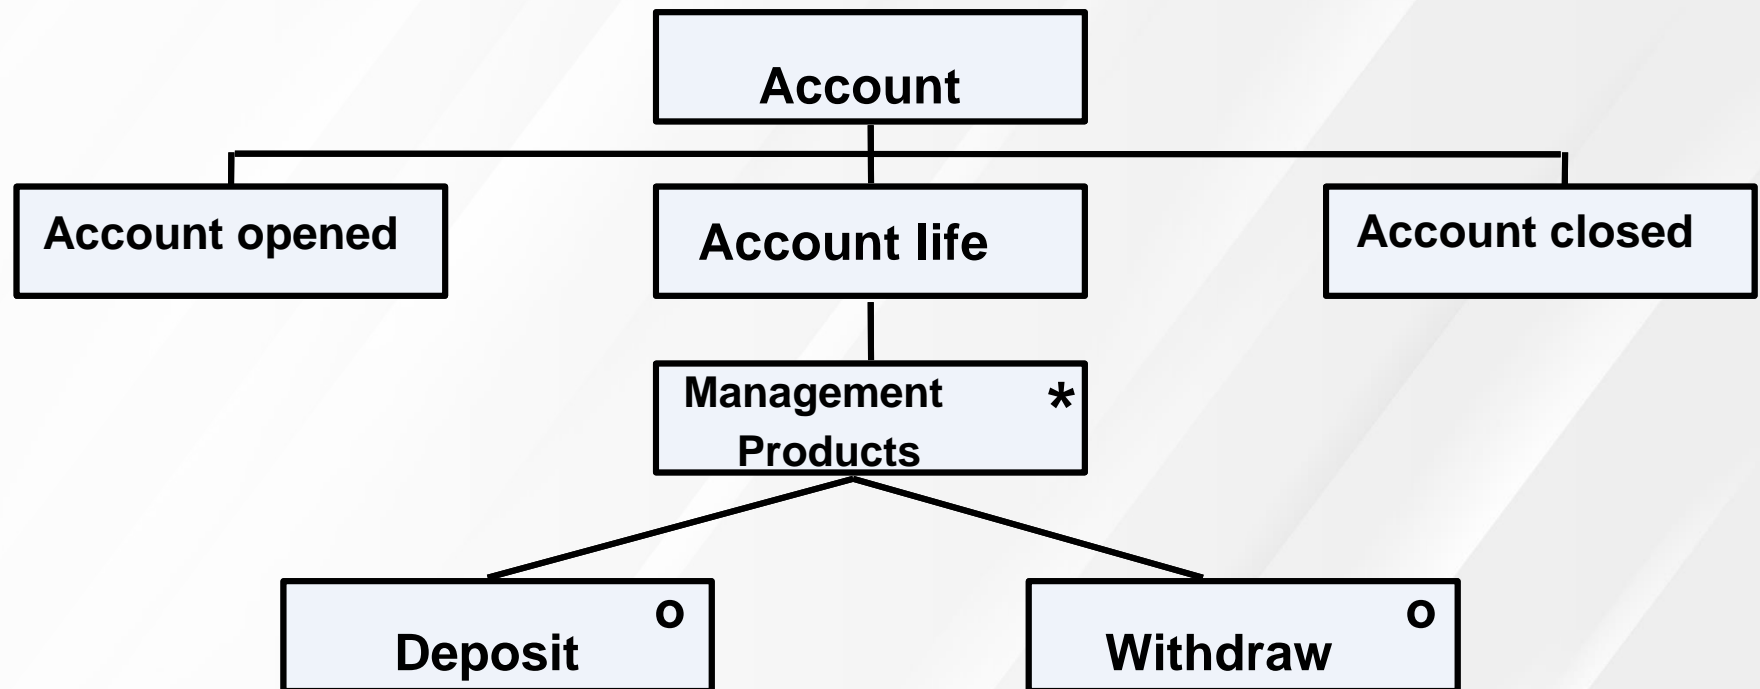 Account
Account opened
Account life
Account closed
Management *
Products
o
o
Deposit
Withdraw